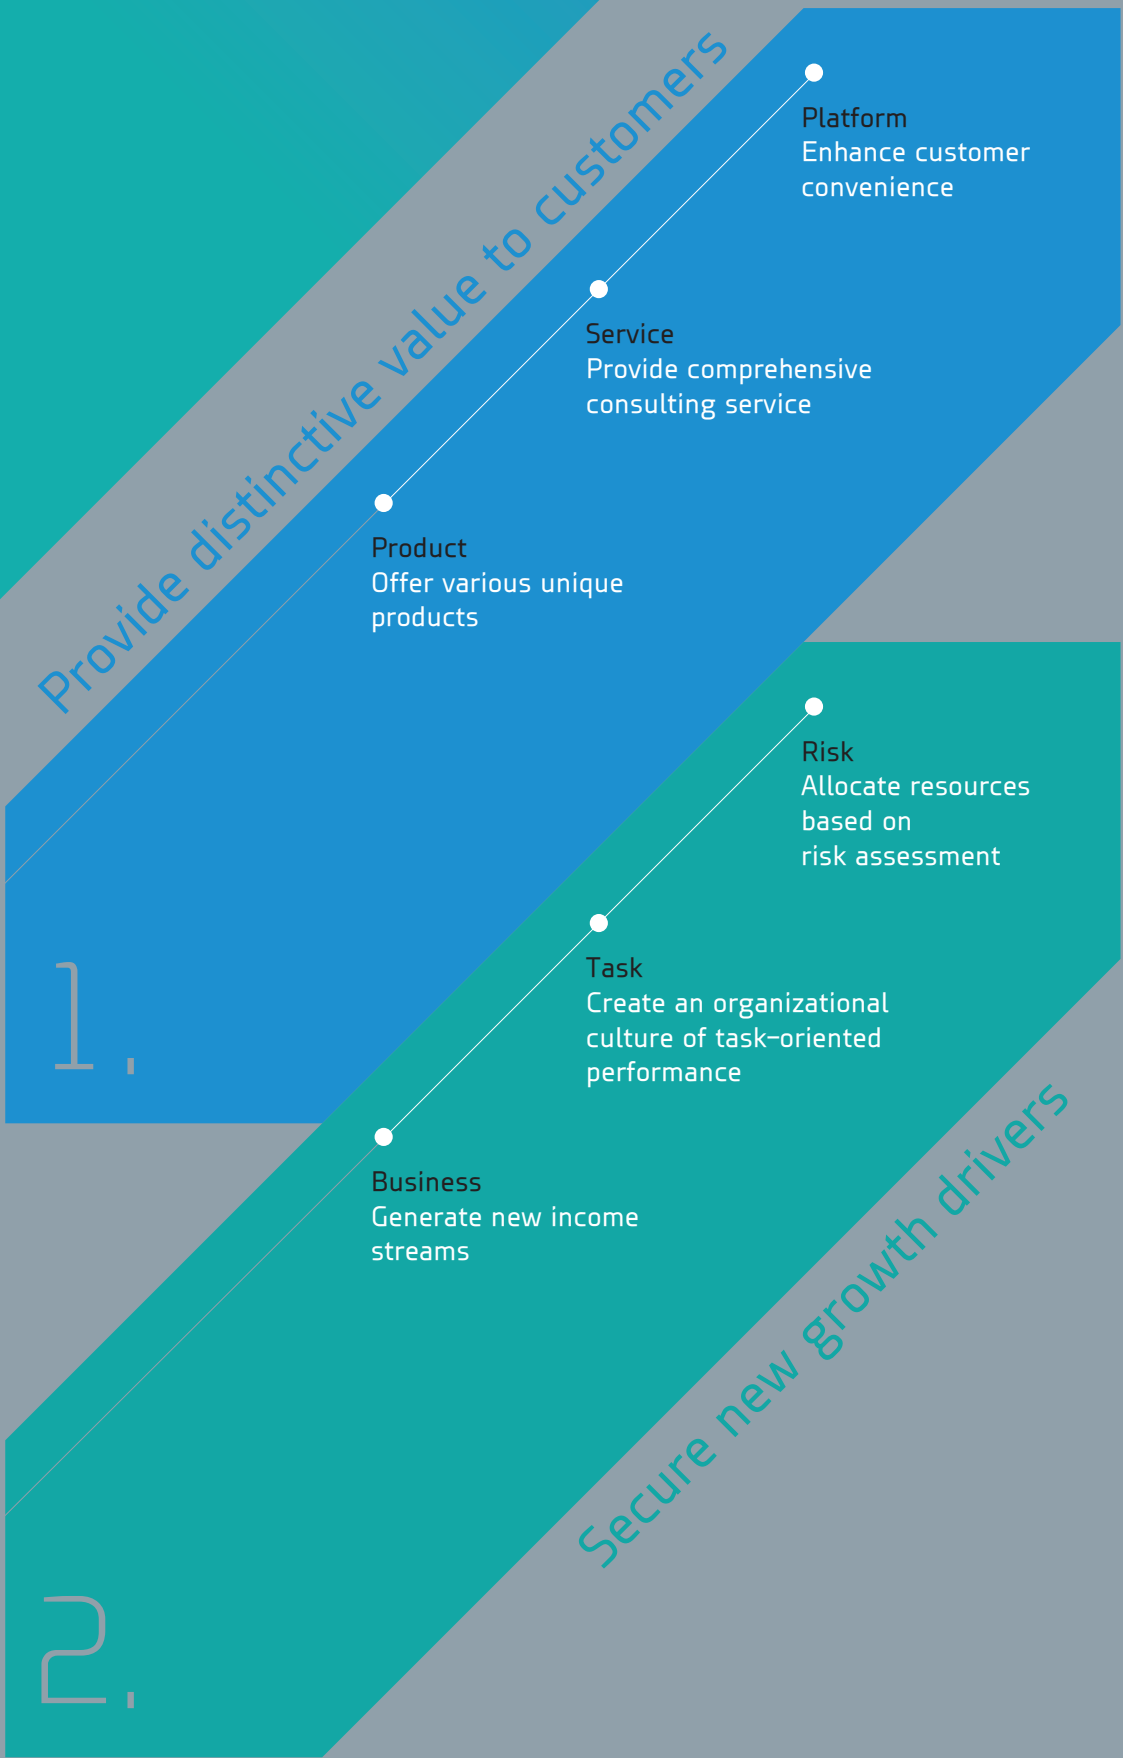 Provide distinctive value to customers
Platform
Enhance customer
convenience
Service
Provide comprehensive
consulting service
Product
Offer various unique
products
1.
Risk
Allocate resources
based on
risk assessment
Task
Create an organizational
culture of task-oriented
performance
Business
Generate new income
streams
Secure new growth drivers
2.